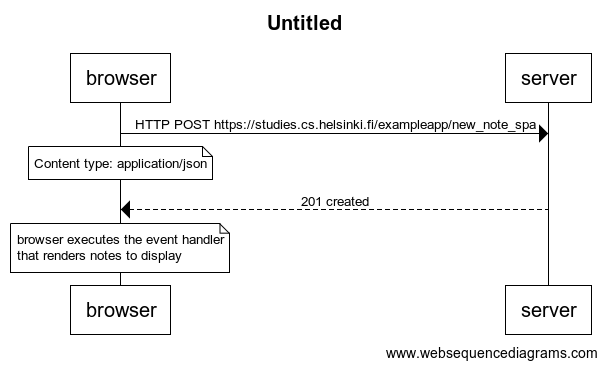 Untitled
browser
server
HTTP POST https://studies.cs.helsinki.fi/exampleapp/new_note_spa
Content type: application/json
201 created
browser executes the event handler
that renders notes to display
browser
server
www.websequencediagrams.com